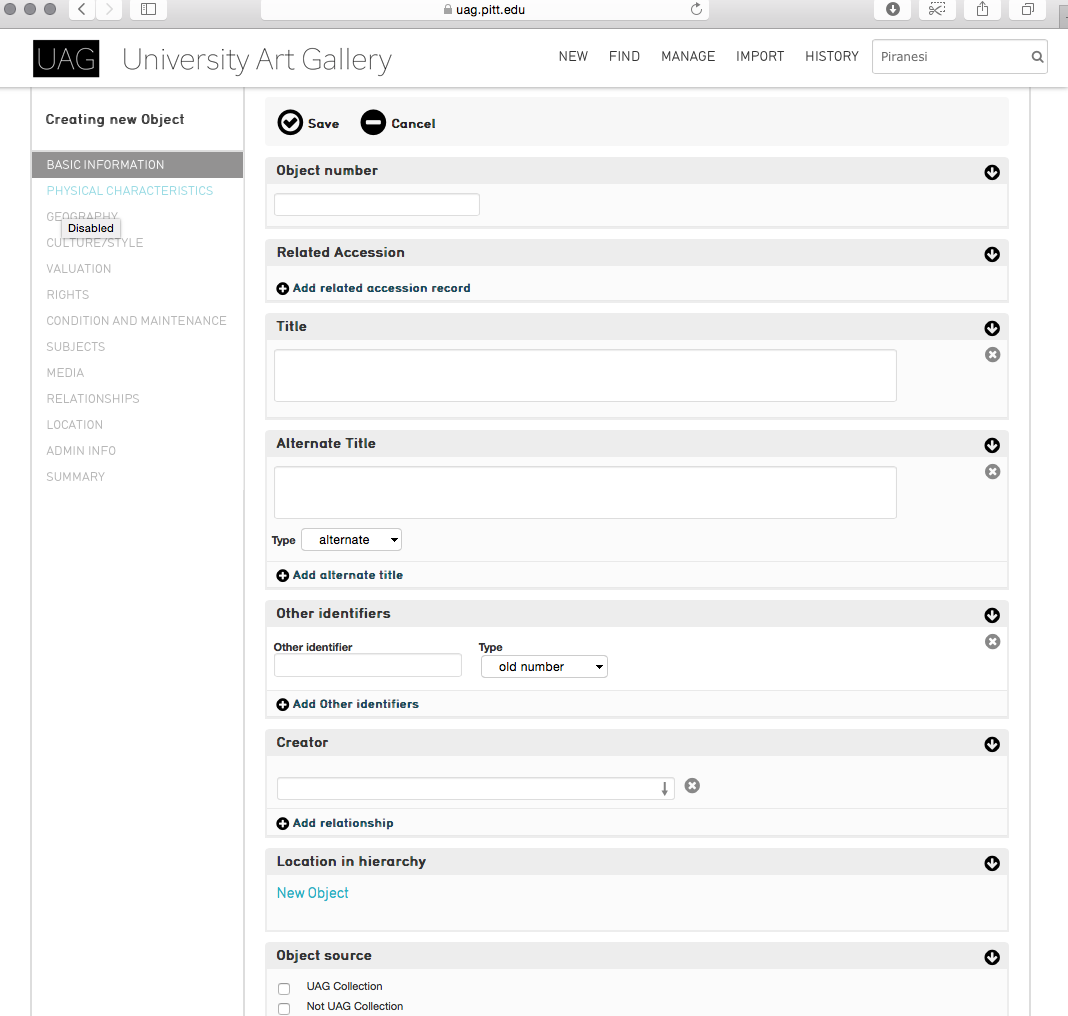 uag.pitt.edu
UAG University Art Gallery
NEW FIND MANAGE IMPORT HISTORY Piranesi
Creating new Object
BASIC INFORMATION
PHYSICAL CHARACTERISTICS
GEOGRAPHY
Disabled
CULTURE/STYLE
VALUATION
RIGHTS
CONDITION AND MAINTENANCE
SUBJECTS
MEDIA
RELATIONSHIPS
LOCATION
ADMIN INFO
SUMMARY
Save Cancel
Object number
Related Accession
Add related accession record
Title
Alternate Title
Type alternate
Add alternate title
Other identifiers
Other identifier Type
old number
Add Other identifiers
Creator
Add relationship
Location in hierarchy
New Object
Object source
UAG Collection
Not UAG Collection